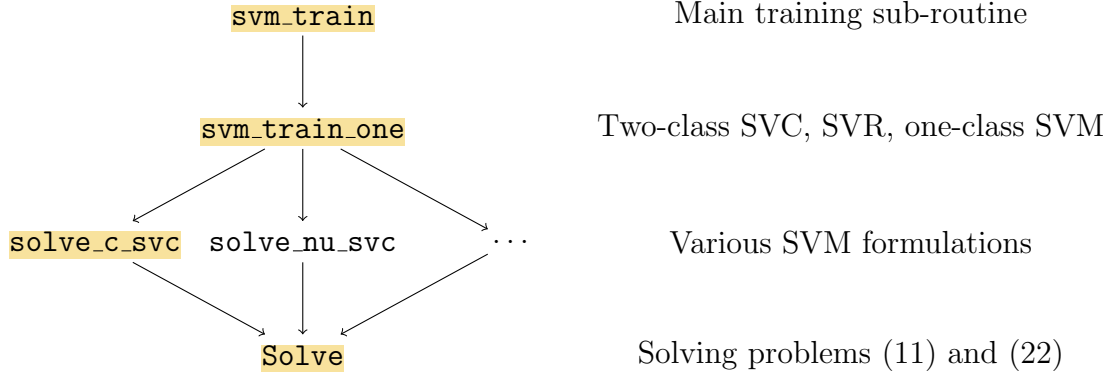 svm_train Main training sub-routine
svm_train_one Two-class SVC, SVR, one-class SVM
solve_c_svc solve_nu_svc ... Various SVM formulations
Solve Solving problems (11) and (22)